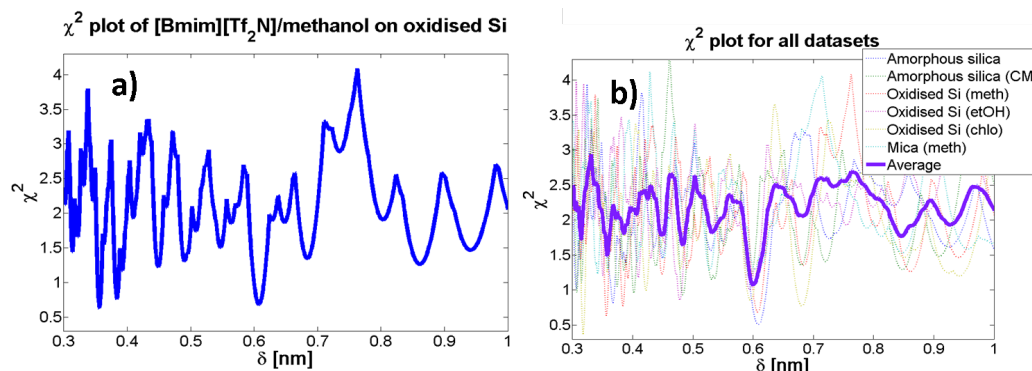 χ² plot of [Bmim][Tf₂N]/methanol on oxidised Si
a)
χ²
4
3.5
3
2.5
2
1.5
1
0.5
0.3 0.4 0.5 0.6 0.7 0.8 0.9 1
δ [nm]
χ² plot for all datasets
b)
Amorphous silica
Amorphous silica (CM
Oxidised Si (meth)
Oxidised Si (etOH)
Oxidised Si (chlo)
Mica (meth)
Average
χ²
4
3.5
3
2.5
2
1.5
1
0.5
0.3 0.4 0.5 0.6 0.7 0.8 0.9 1
δ [nm]